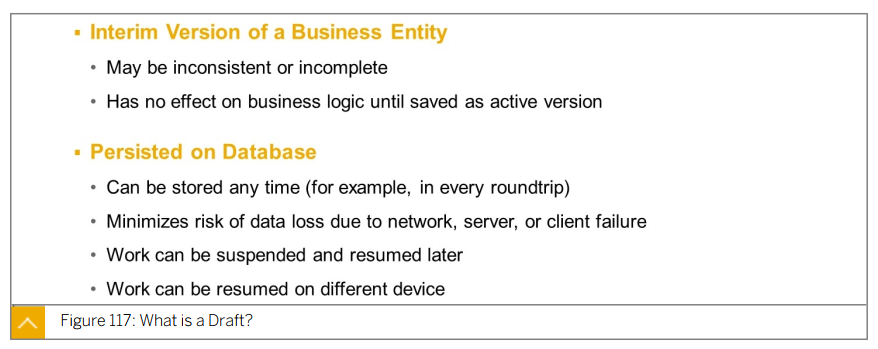 ▪ Interim Version of a Business Entity
• May be inconsistent or incomplete
• Has no effect on business logic until saved as active version
▪ Persisted on Database
• Can be stored any time (for example, in every roundtrip)
• Minimizes risk of data loss due to network, server, or client failure
• Work can be suspended and resumed later
• Work can be resumed on different device
Figure 117: What is a Draft?